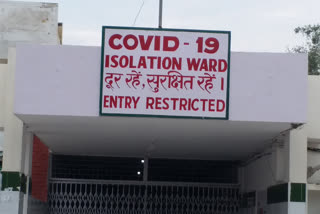 COVID - 19
ISOLATION WARD
दूर रहें, सुरक्षित रहें ।
ENTRY RESTRICTED